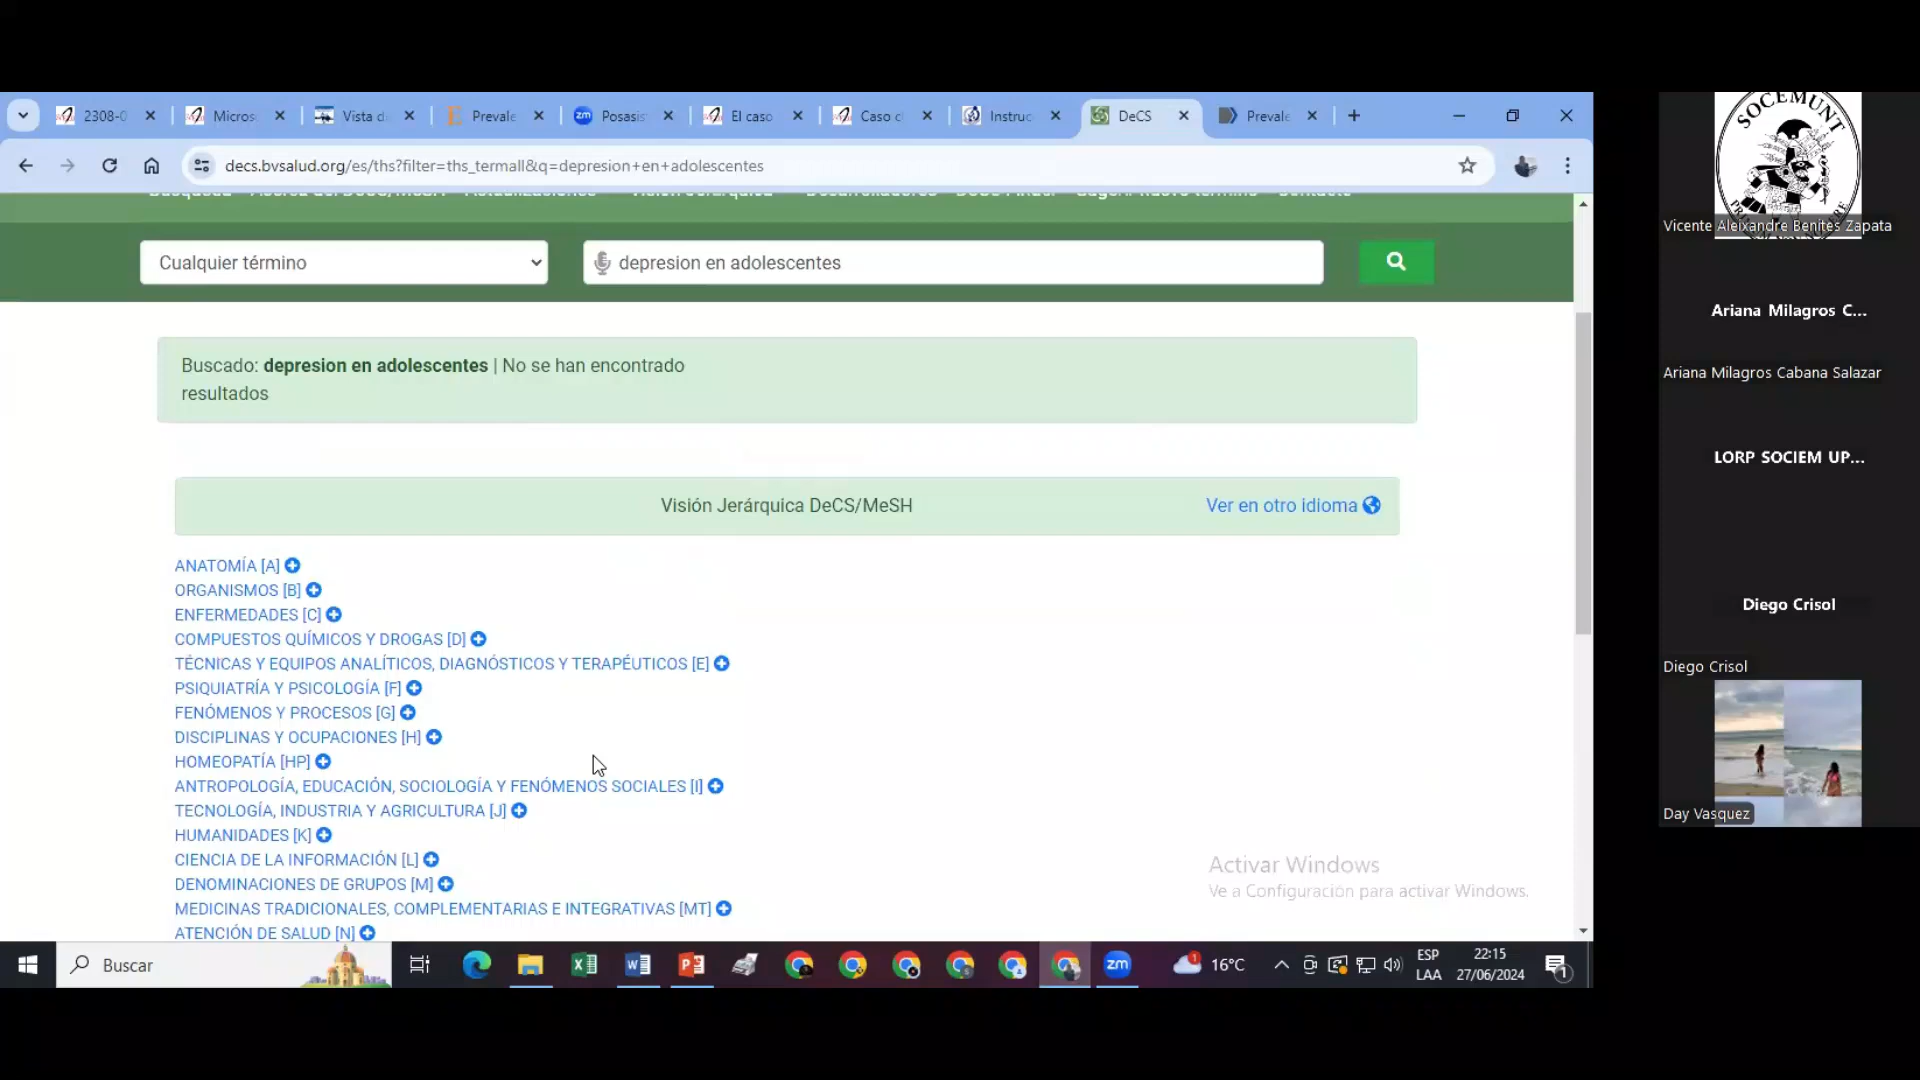 2308-0
Micros
Vista d
Prevale
Posasis
El caso
Caso c
Instruc
DeCS
Prevale
decs.bvsalud.org/es/ths?filter=ths_termall&q=depresion+en+adolescentes
Cualquier término
depresion en adolescentes
Buscado: depresion en adolescentes | No se han encontrado
resultados
Visión Jerárquica DeCS/MeSH
Ver en otro idioma
ANATOMÍA [A]
ORGANISMOS [B]
ENFERMEDADES [C]
COMPUESTOS QUÍMICOS Y DROGAS [D]
TÉCNICAS Y EQUIPOS ANALÍTICOS, DIAGNÓSTICOS Y TERAPÉUTICOS [E]
PSIQUIATRÍA Y PSICOLOGÍA [F]
FENÓMENOS Y PROCESOS [G]
DISCIPLINAS Y OCUPACIONES [H]
HOMEOPATÍA [HP]
ANTROPOLOGÍA, EDUCACIÓN, SOCIOLOGÍA Y FENÓMENOS SOCIALES [I]
TECNOLOGÍA, INDUSTRIA Y AGRICULTURA [J]
HUMANIDADES [K]
CIENCIA DE LA INFORMACIÓN [L]
DENOMINACIONES DE GRUPOS [M]
MEDICINAS TRADICIONALES, COMPLEMENTARIAS E INTEGRATIVAS [MT]
ATENCIÓN DE SALUD [N]
Activar Windows
Ve a Configuración para activar Windows.
Buscar
zm
16°C
ESP
LAA
22:15
27/06/2024
SOCEMUNT
Vicente Aleixandre Benites Zapata
Ariana Milagros C...
Ariana Milagros Cabana Salazar
LORP SOCIEM UP...
Diego Crisol
Diego Crisol
Day Vasquez